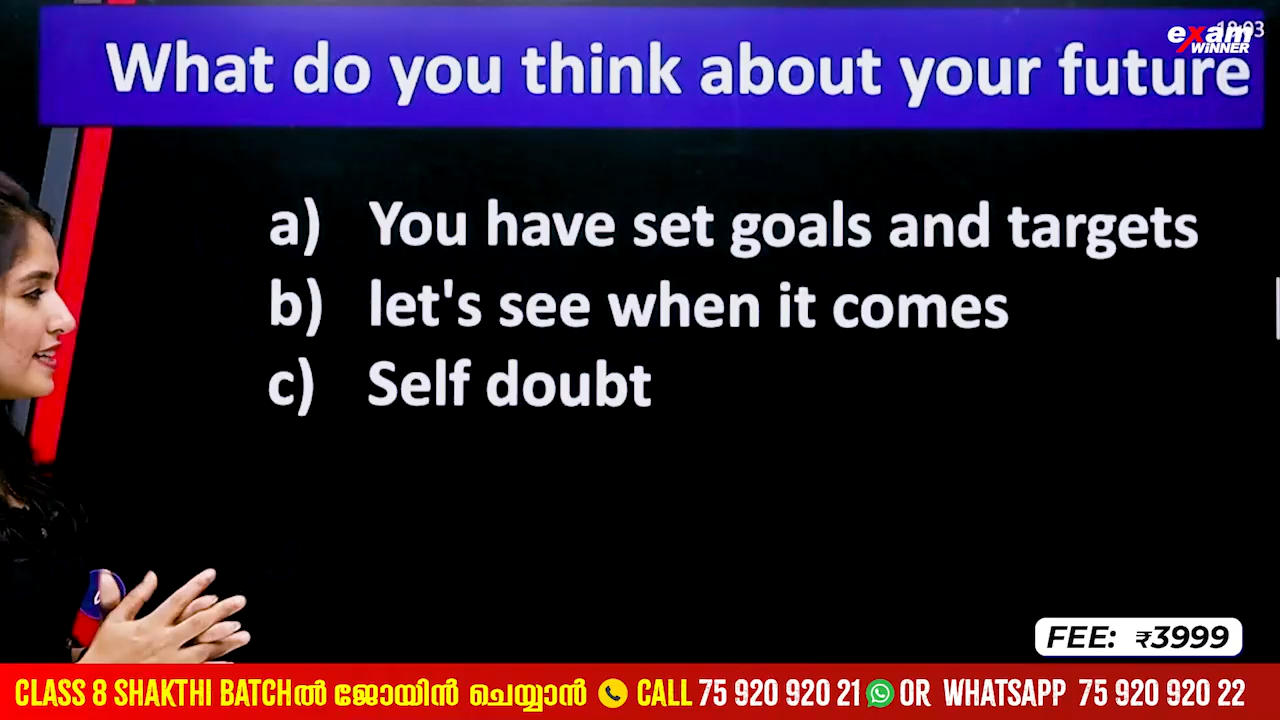 exam
WINNER
What do you think about your future
a) You have set goals and targets
b) let's see when it comes
c) Self doubt
FEE: ₹3999
CLASS 8 SHAKTHI BATCHൽ ജോയിൻ ചെയ്യാൻ CALL 75 920 920 21 OR WHATSAPP 75 920 920 22